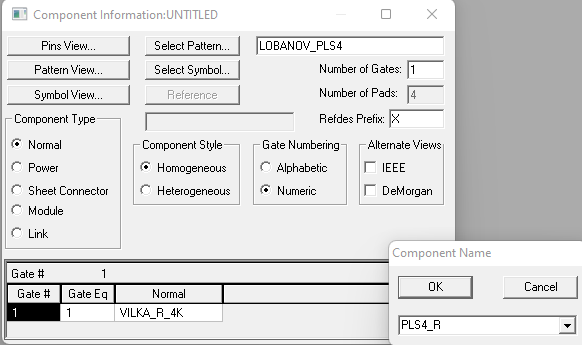 Component Information:UNTITLED
Pins View... Select Pattern... LOBANOV_PLS4
Pattern View... Select Symbol... Number of Gates: 1
Symbol View... Reference Number of Pads: 4
Refdes Prefix: X
Component Type
Normal
Power
Sheet Connector
Module
Link
Component Style
Homogeneous
Heterogeneous
Gate Numbering
Alphabetic
Numeric
Alternate Views
IEEE
DeMorgan
Gate # 1
Gate # Gate Eq Normal
1 1 VILKA_R_4K
Component Name
OK Cancel
PLS4_R